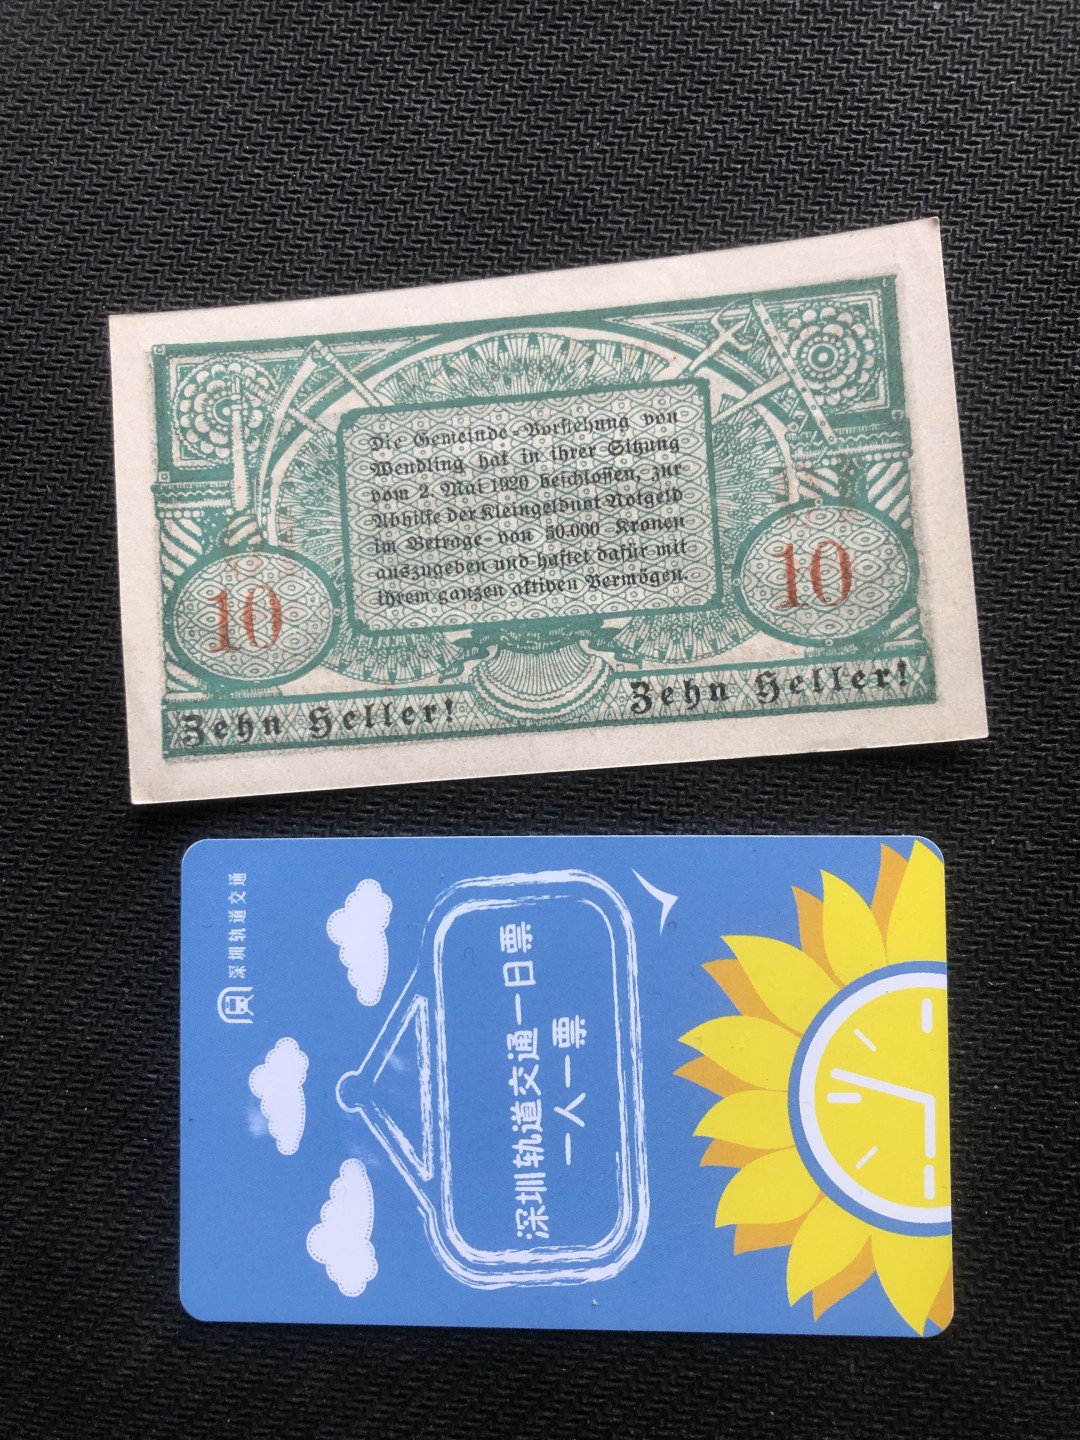 Die Gemeinde-Vorstehung von
Wendling hat in ihrer Sitzung
vom 2. Mai 1920 beschlossen, zur
Abhilfe der Kleingeldnot Notgeld
im Betrage von 50.000 Kronen
auszugeben und haftet dafür mit
ihrem ganzen aktiven Vermögen.
10
10
Zehn Heller!
Zehn Heller!
深圳轨道交通
深圳轨道交通一日票
一人一票